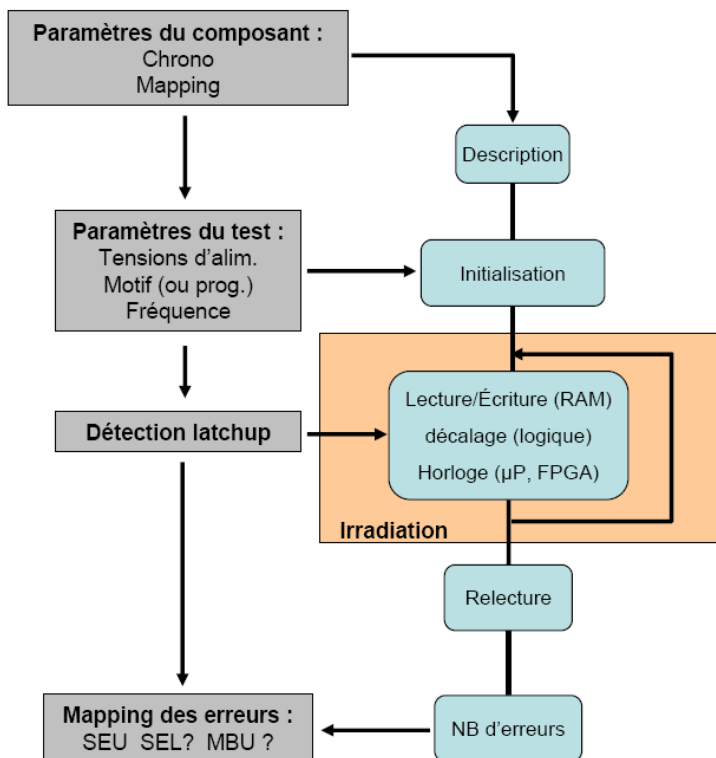 Paramètres du composant :
Chrono
Mapping
Description
Paramètres du test :
Tensions d'alim.
Motif (ou prog.)
Fréquence
Initialisation
Lecture/Écriture (RAM)
décalage (logique)
Horloge (µP, FPGA)
Détection latchup
Irradiation
Relecture
Mapping des erreurs :
SEU SEL? MBU ?
NB d'erreurs